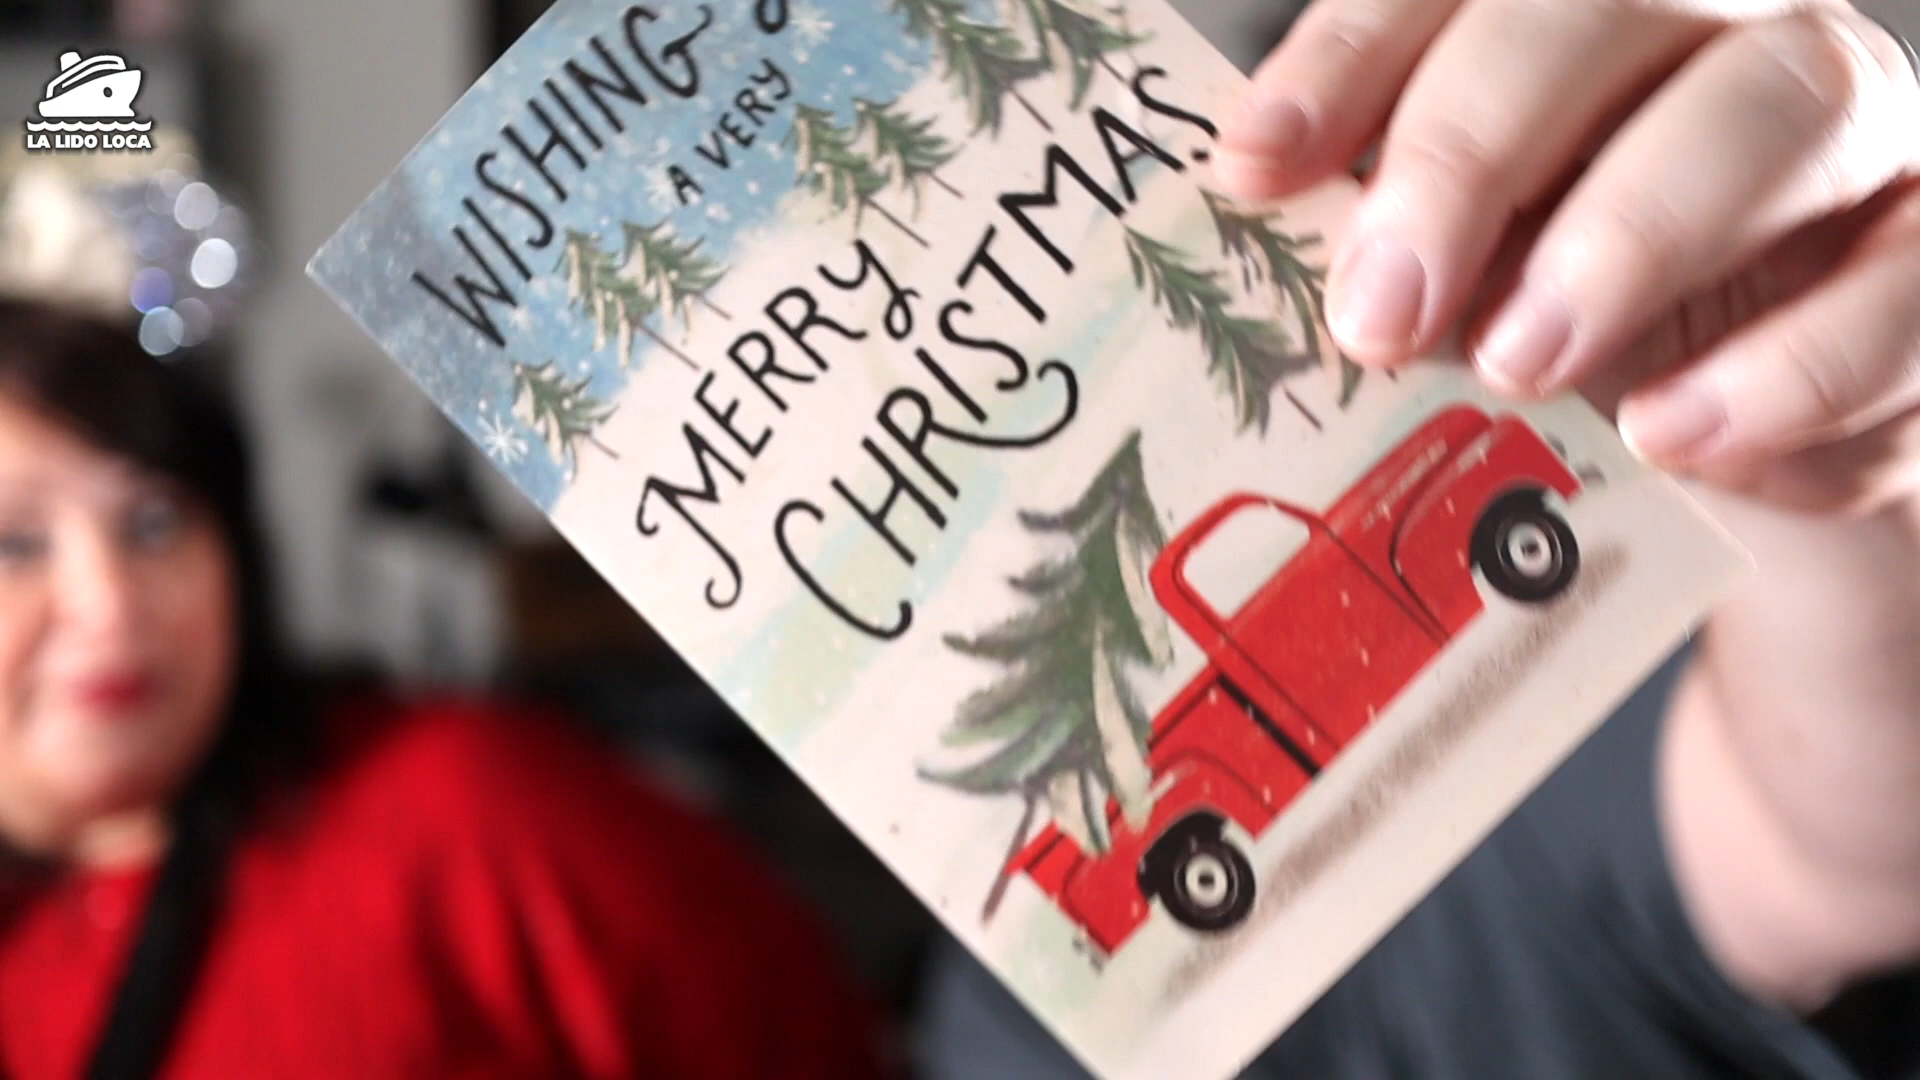 LA LIDO LOCA
WISHING
A VERY
MERRY
CHRISTMAS